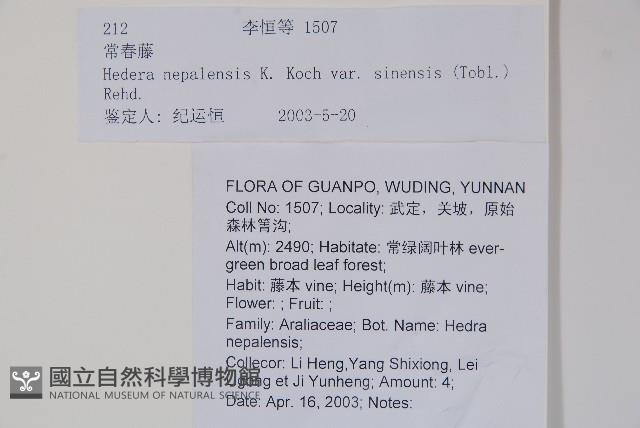 212 李恒等 1507
常春藤
Hedera nepalensis K. Koch var. sinensis (Tobl.)
Rehd.
鉴定人: 纪运恒 2003-5-20
FLORA OF GUANPO, WUDING, YUNNAN
Coll No: 1507; Locality: 武定，关坡，原始
森林箐沟;
Alt(m): 2490; Habitate: 常绿阔叶林 ever-
green broad leaf forest;
Habit: 藤本 vine; Height(m): 藤本 vine;
Flower: ; Fruit: ;
Family: Araliaceae; Bot. Name: Hedra
nepalensis;
Collecor: Li Heng,Yang Shixiong, Lei
et Ji Yunheng; Amount: 4;
Date: Apr. 16, 2003; Notes:
國立自然科學博物館
NATIONAL MUSEUM OF NATURAL SCIENCE